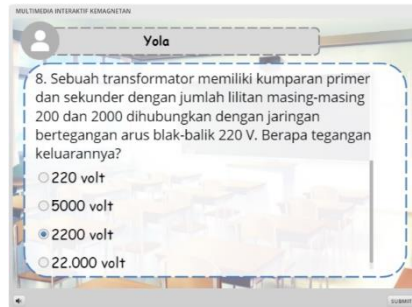 MULTIMEDIA INTERAKTIF KEMAGNETAN
Yola
8. Sebuah transformator memiliki kumparan primer
dan sekunder dengan jumlah lilitan masing-masing
200 dan 2000 dihubungkan dengan jaringan
bertegangan arus blak-balik 220 V. Berapa tegangan
keluarannya?
220 volt
5000 volt
2200 volt
22.000 volt
SUBMIT